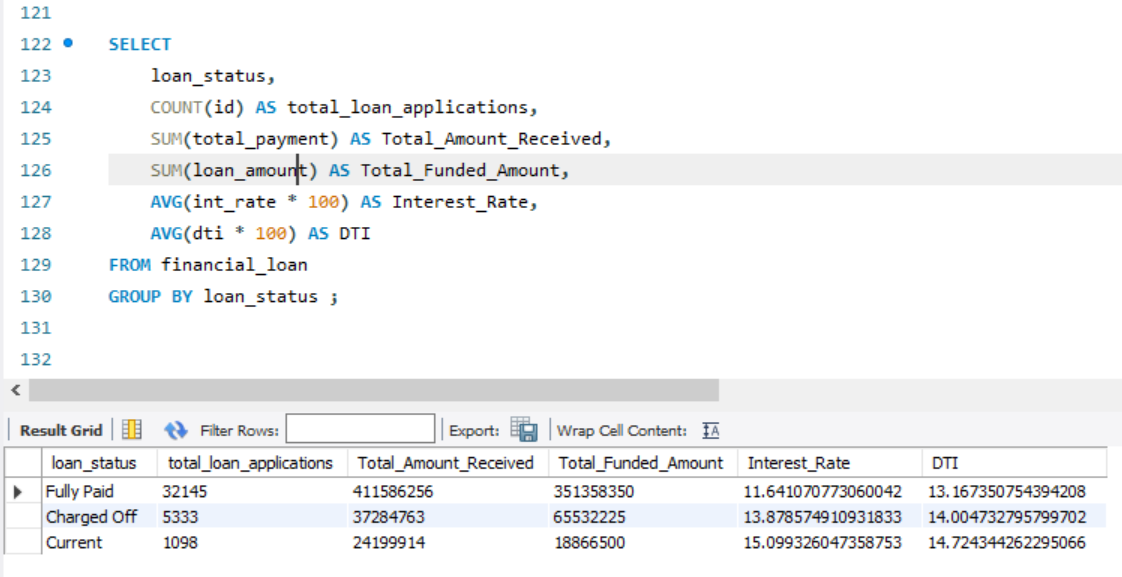 121
122 SELECT
123 loan_status,
124 COUNT(id) AS total_loan_applications,
125 SUM(total_payment) AS Total_Amount_Received,
126 SUM(loan_amount) AS Total_Funded_Amount,
127 AVG(int_rate * 100) AS Interest_Rate,
128 AVG(dti * 100) AS DTI
129 FROM financial_loan
130 GROUP BY loan_status ;
131
132
Result Grid Filter Rows: Export: Wrap Cell Content: IA
loan_status total_loan_applications Total_Amount_Received Total_Funded_Amount Interest_Rate DTI
Fully Paid 32145 411586256 351358350 11.641070773060042 13.167350754394208
Charged Off 5333 37284763 65532225 13.878574910931833 14.004732795799702
Current 1098 24199914 18866500 15.099326047358753 14.724344262295066